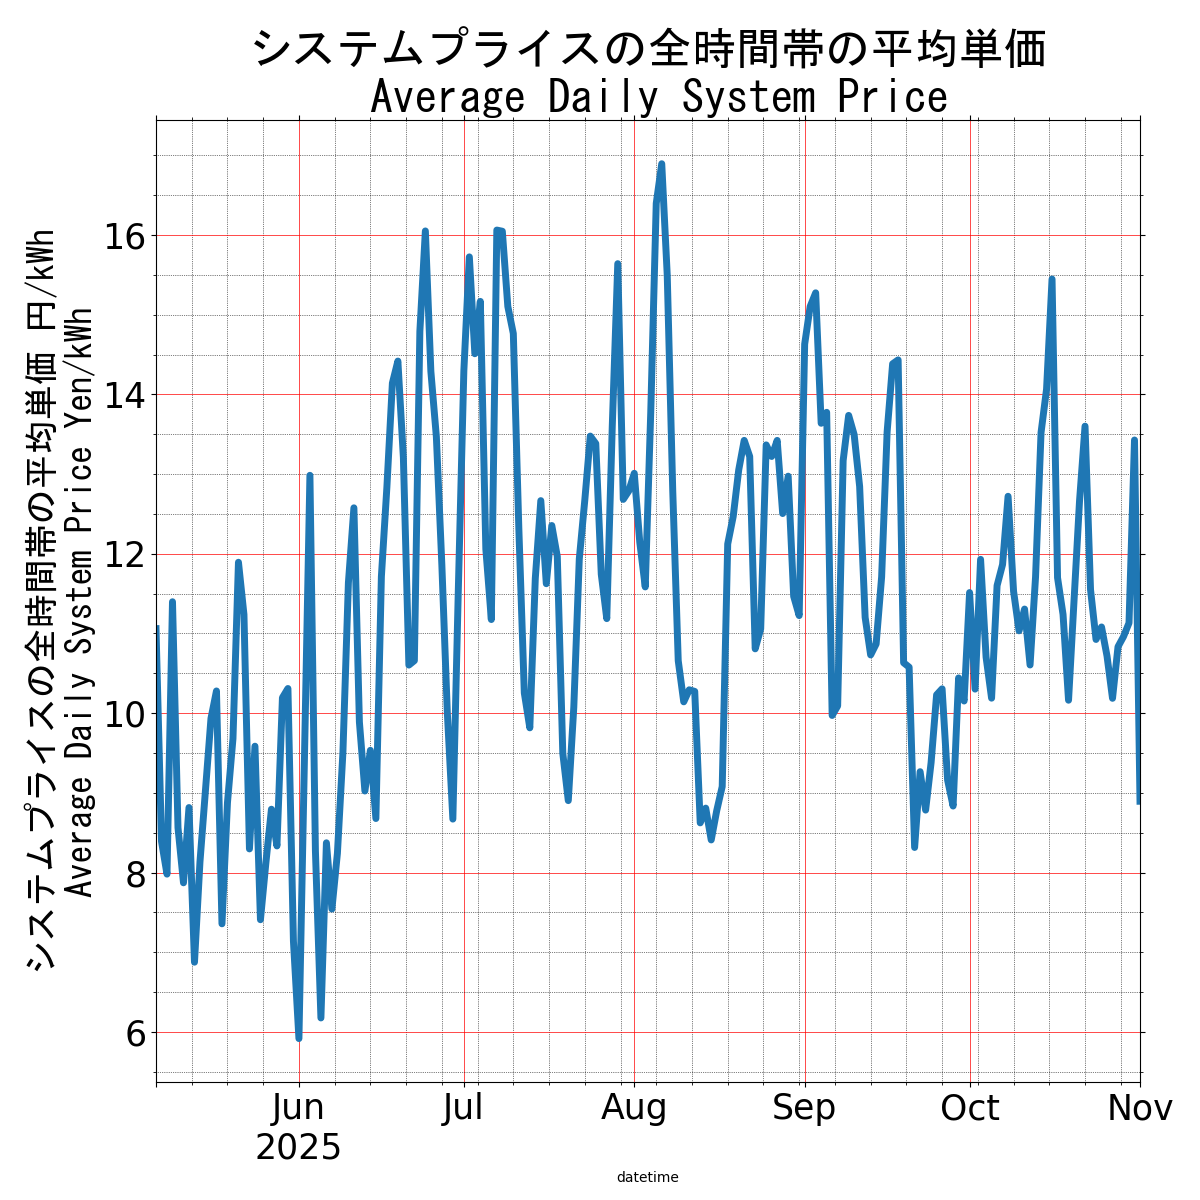 システムプライスの全時間帯の平均単価
Average Daily System Price
システムプライスの全時間帯の平均単価 円/kWh
Average Daily System Price Yen/kWh
16
14
12
10
8
6
Jun
2025
Jul
Aug
Sep
Oct
Nov
datetime